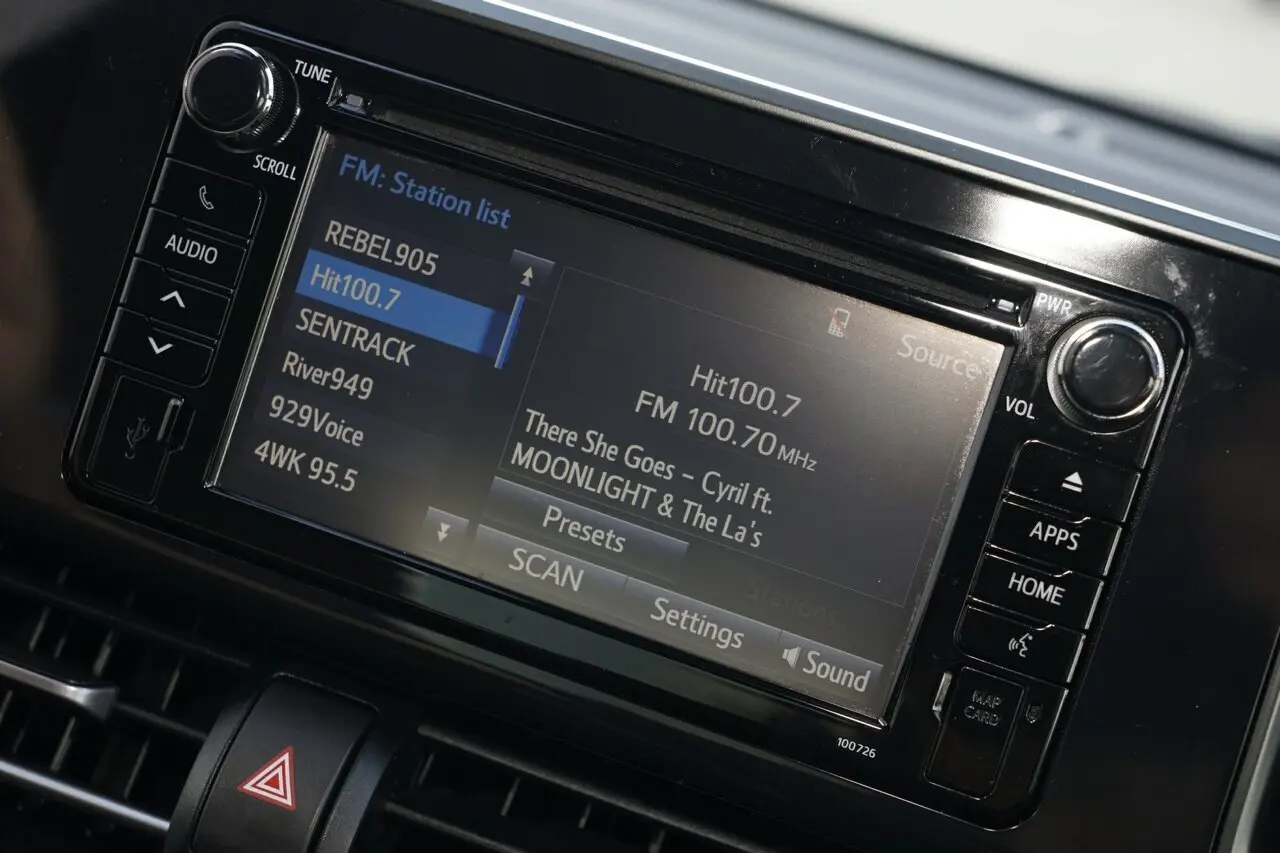 TUNE
SCROLL
AUDIO
FM: Station list
REBEL905
Hit100.7
SENTRACK
River949
929Voice
4WK 95.5
Source
Hit100.7
FM 100.70 MHz
There She Goes – Cyril ft.
MOONLIGHT & The La's
Presets
SCAN
Settings
Sound
PWR
VOL
APPS
HOME
MAP
CARD
100726